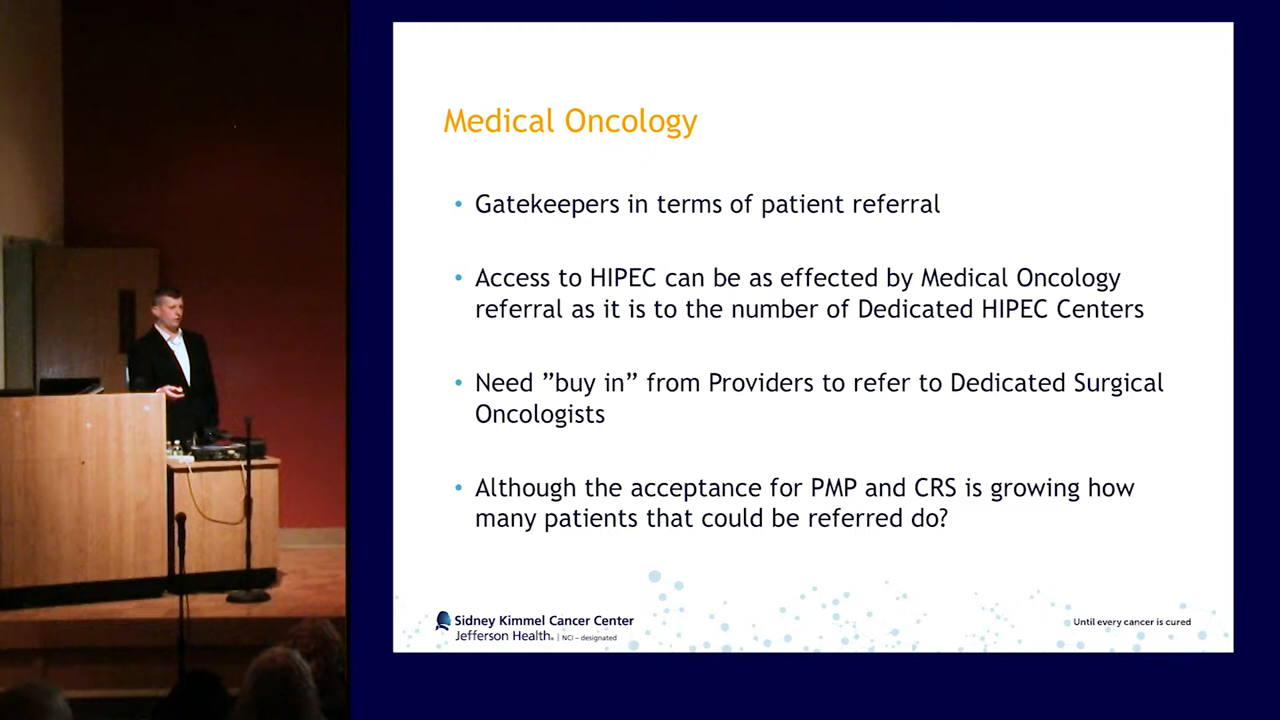 Medical Oncology
• Gatekeepers in terms of patient referral
• Access to HIPEC can be as effected by Medical Oncology
referral as it is to the number of Dedicated HIPEC Centers
• Need ”buy in” from Providers to refer to Dedicated Surgical
Oncologists
• Although the acceptance for PMP and CRS is growing how
many patients that could be referred do?
Sidney Kimmel Cancer Center
Jefferson Health® | NCI – designated
Until every cancer is cured